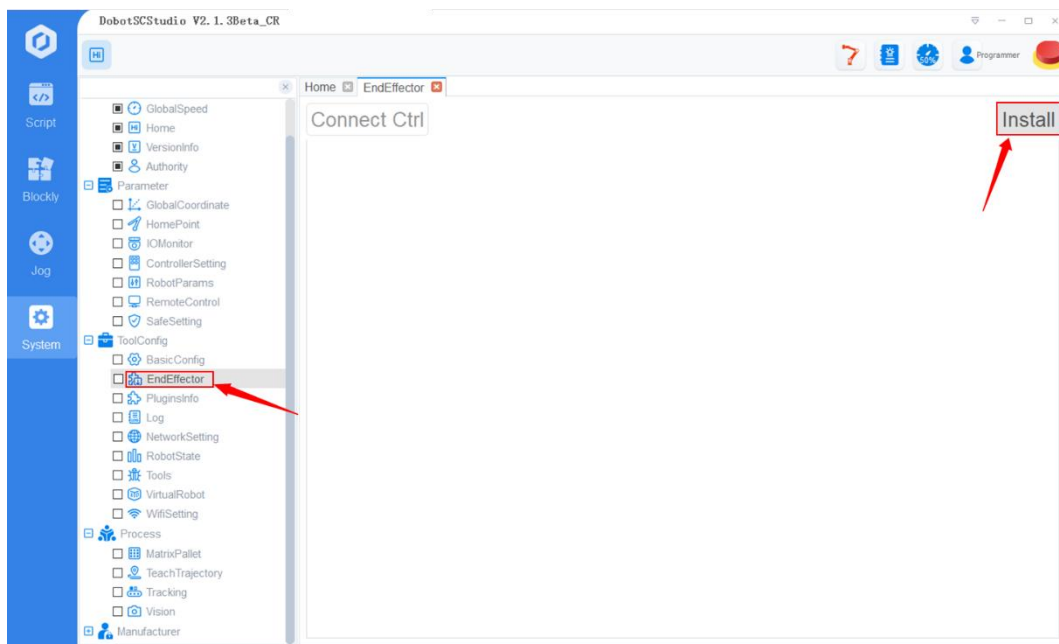 DobotSCStudio V2.1.3Beta_CR
Hi
50%
Programmer
Home
EndEffector
Script
Blockly
Jog
System
GlobalSpeed
Home
VersionInfo
Authority
Parameter
GlobalCoordinate
HomePoint
IOMonitor
ControllerSetting
RobotParams
RemoteControl
SafeSetting
ToolConfig
BasicConfig
EndEffector
PluginsInfo
Log
NetworkSetting
RobotState
Tools
VirtualRobot
WifiSetting
Process
MatrixPallet
TeachTrajectory
Tracking
Vision
Manufacturer
Connect Ctrl
Install